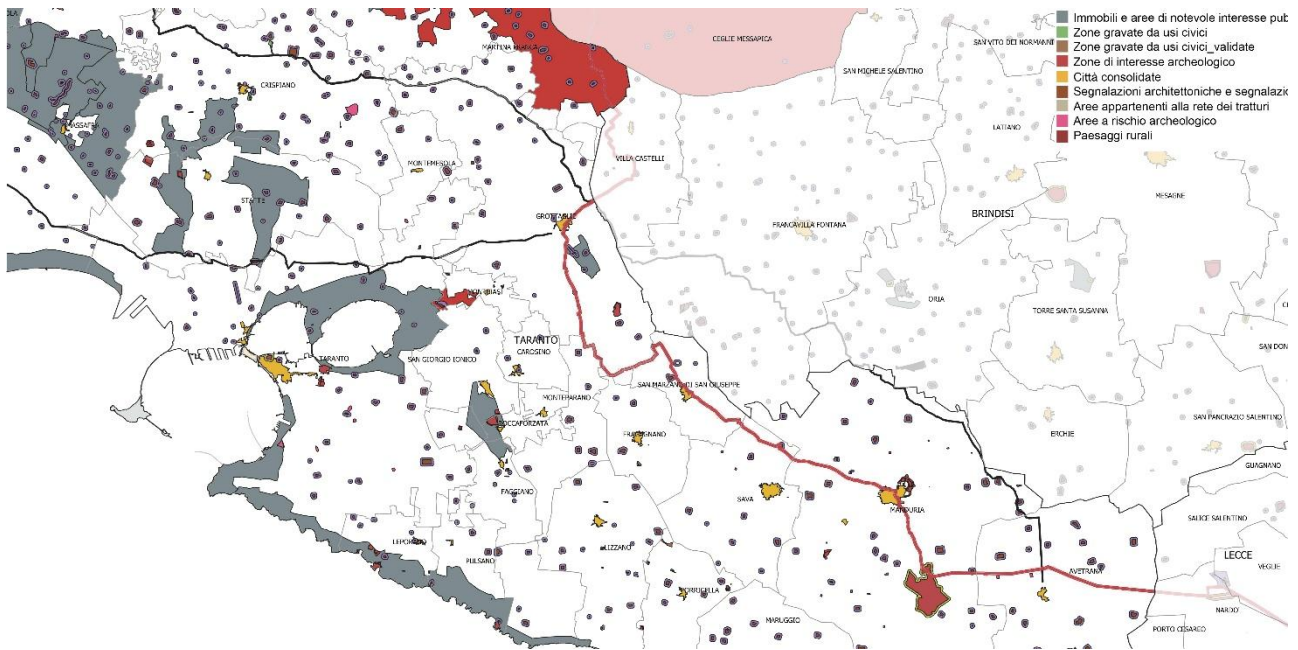 Immobili e aree di notevole interesse pub
Zone gravate da usi civici
Zone gravate da usi civici_validate
Zone di interesse archeologico
Città consolidate
Segnalazioni architettoniche e segnalazio
Aree appartenenti alla rete dei tratturi
Aree a rischio archeologico
Paesaggi rurali
MARTINA FRANCA
CEGLIE MESSAPICA
SAN VITO DEI NORMANNI
SAN MICHELE SALENTINO
CRISPIANO
MASSAFRA
LATIANO
MONTEMESOLA
VILLA CASTELLI
MESAGNE
STATTE
GROTTAGLIE
BRINDISI
FRANCAVILLA FONTANA
ORIA
TORRE SANTA SUSANNA
TARANTO
CAROSINO
SAN GIORGIO IONICO
TARANTO
SAN DON
SAN MARZANO DI SAN GIUSEPPE
MONTEPARANO
ROCCAFORZATA
SAN PANCRAZIO SALENTINO
FRAGAGNANO
ERCHIE
GUAGNANO
FAGGIANO
SAVA
MANDURIA
SALICE SALENTINO
LEPORANO
LIZZANO
PULSANO
LECCE
VEGLIE
AVETRANA
TORRICELLA
NARDO'
MARUGGIO
PORTO CESAREO